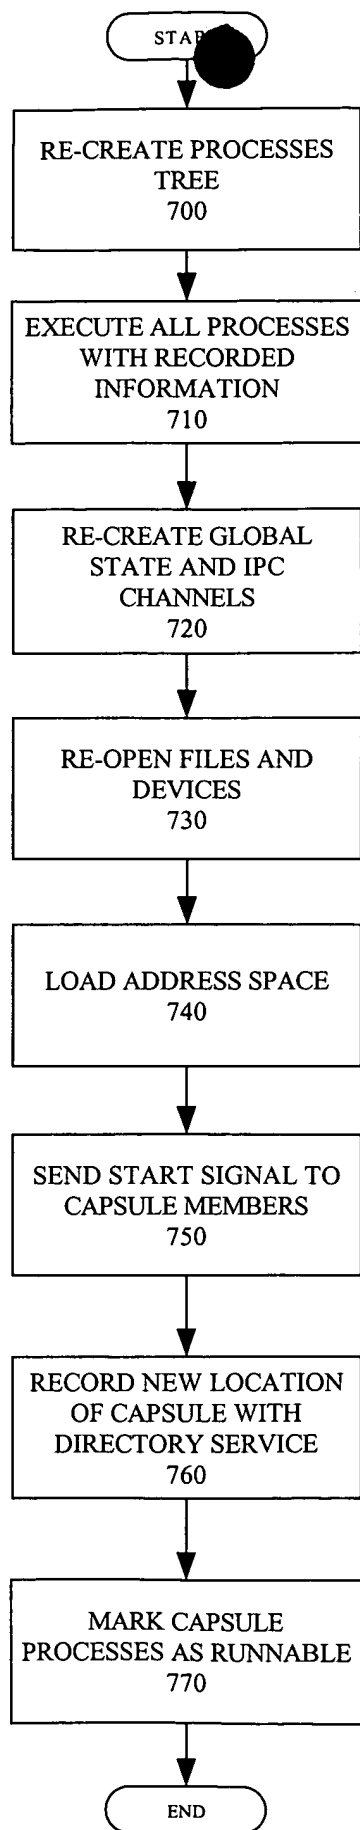 RE-CREATE PROCESSES
TREE
700
EXECUTE ALL PROCESSES
WITH RECORDED
INFORMATION
710
RE-CREATE GLOBAL
STATE AND IPC
CHANNELS
720
RE-OPEN FILES AND
DEVICES
730
LOAD ADDRESS SPACE
740
SEND START SIGNAL TO
CAPSULE MEMBERS
750
RECORD NEW LOCATION
OF CAPSULE WITH
DIRECTORY SERVICE
760
MARK CAPSULE
PROCESSES AS RUNNABLE
770
END